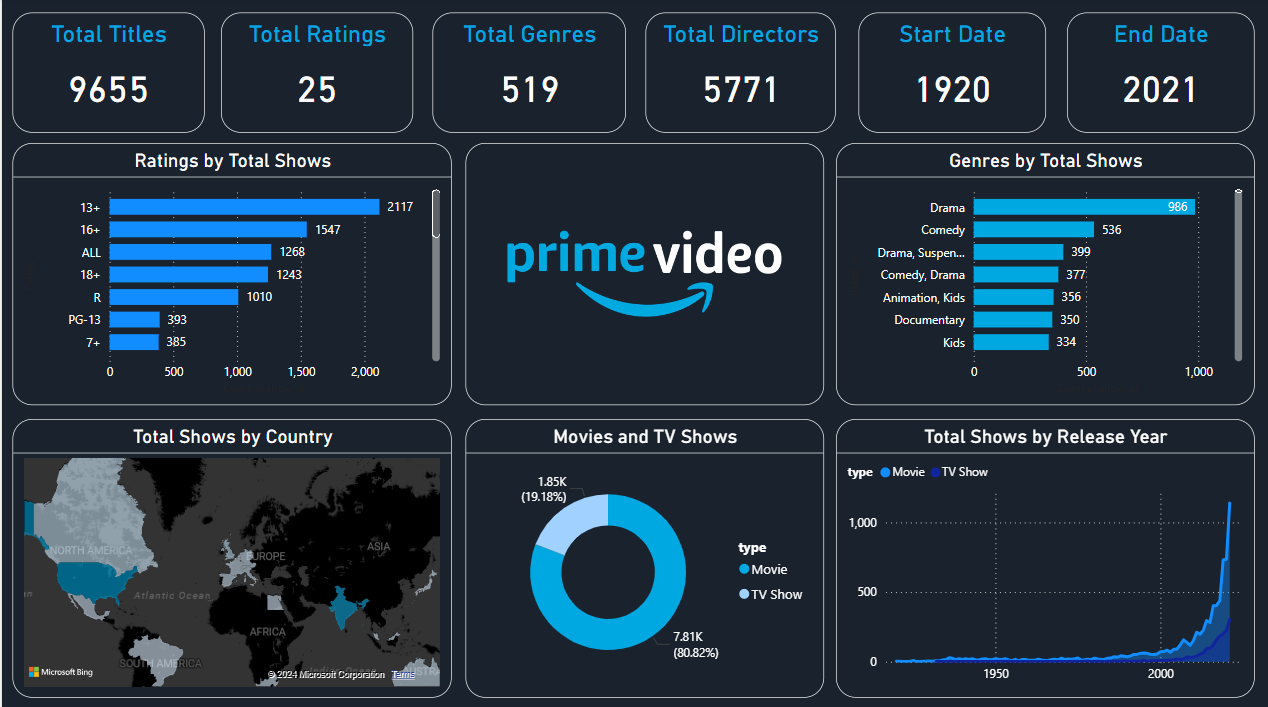 Total Titles
9655
Total Ratings
25
Total Genres
519
Total Directors
5771
Start Date
1920
End Date
2021
Ratings by Total Shows
13+ 2117
16+ 1547
ALL 1268
18+ 1243
R 1010
PG-13 393
7+ 385
0 500 1,000 1,500 2,000
prime video
Genres by Total Shows
Drama 986
Comedy 536
Drama, Suspen... 399
Comedy, Drama 377
Animation, Kids 356
Documentary 350
Kids 334
0 500 1,000
Total Shows by Country
NORTH AMERICA
EUROPE
ASIA
Atlantic Ocean
AFRICA
SOUTH AMERICA
Indian Ocean
Microsoft Bing
© 2024 Microsoft Corporation Terms
Movies and TV Shows
1.85K
(19.18%)
type
Movie
TV Show
7.81K
(80.82%)
Total Shows by Release Year
type Movie TV Show
1,000
500
0
1950 2000